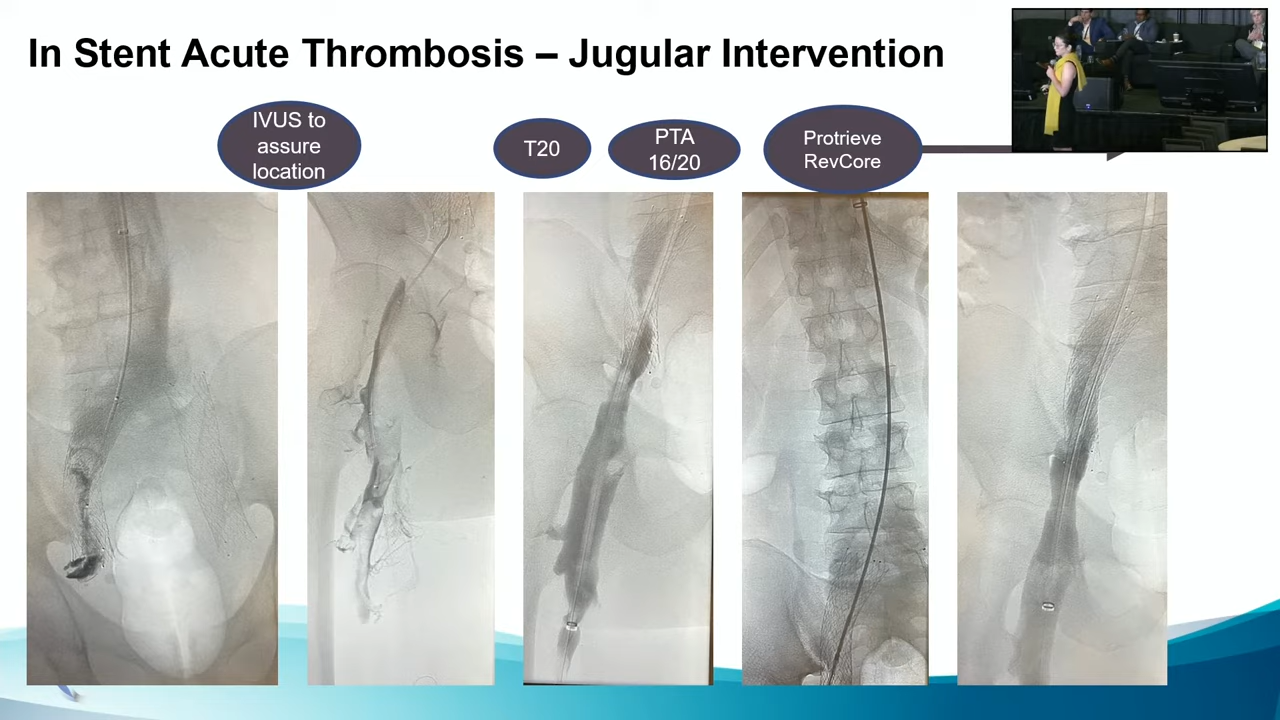 In Stent Acute Thrombosis – Jugular Intervention
IVUS to
assure
location
T20
PTA
16/20
Protrieve
RevCore